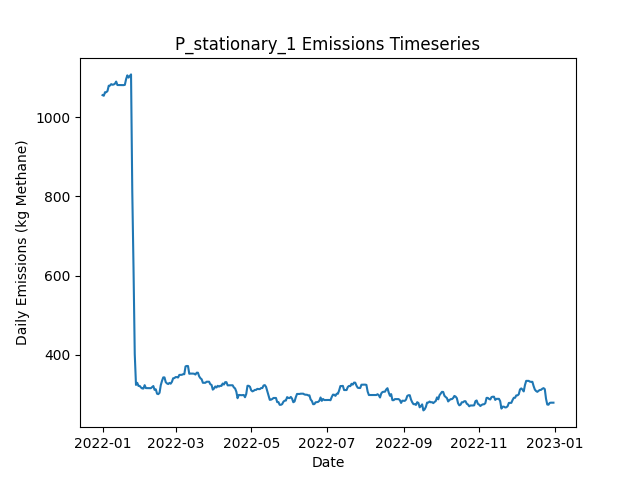 P_stationary_1 Emissions Timeseries
Daily Emissions (kg Methane)
1000
800
600
400
2022-01 2022-03 2022-05 2022-07 2022-09 2022-11 2023-01
Date